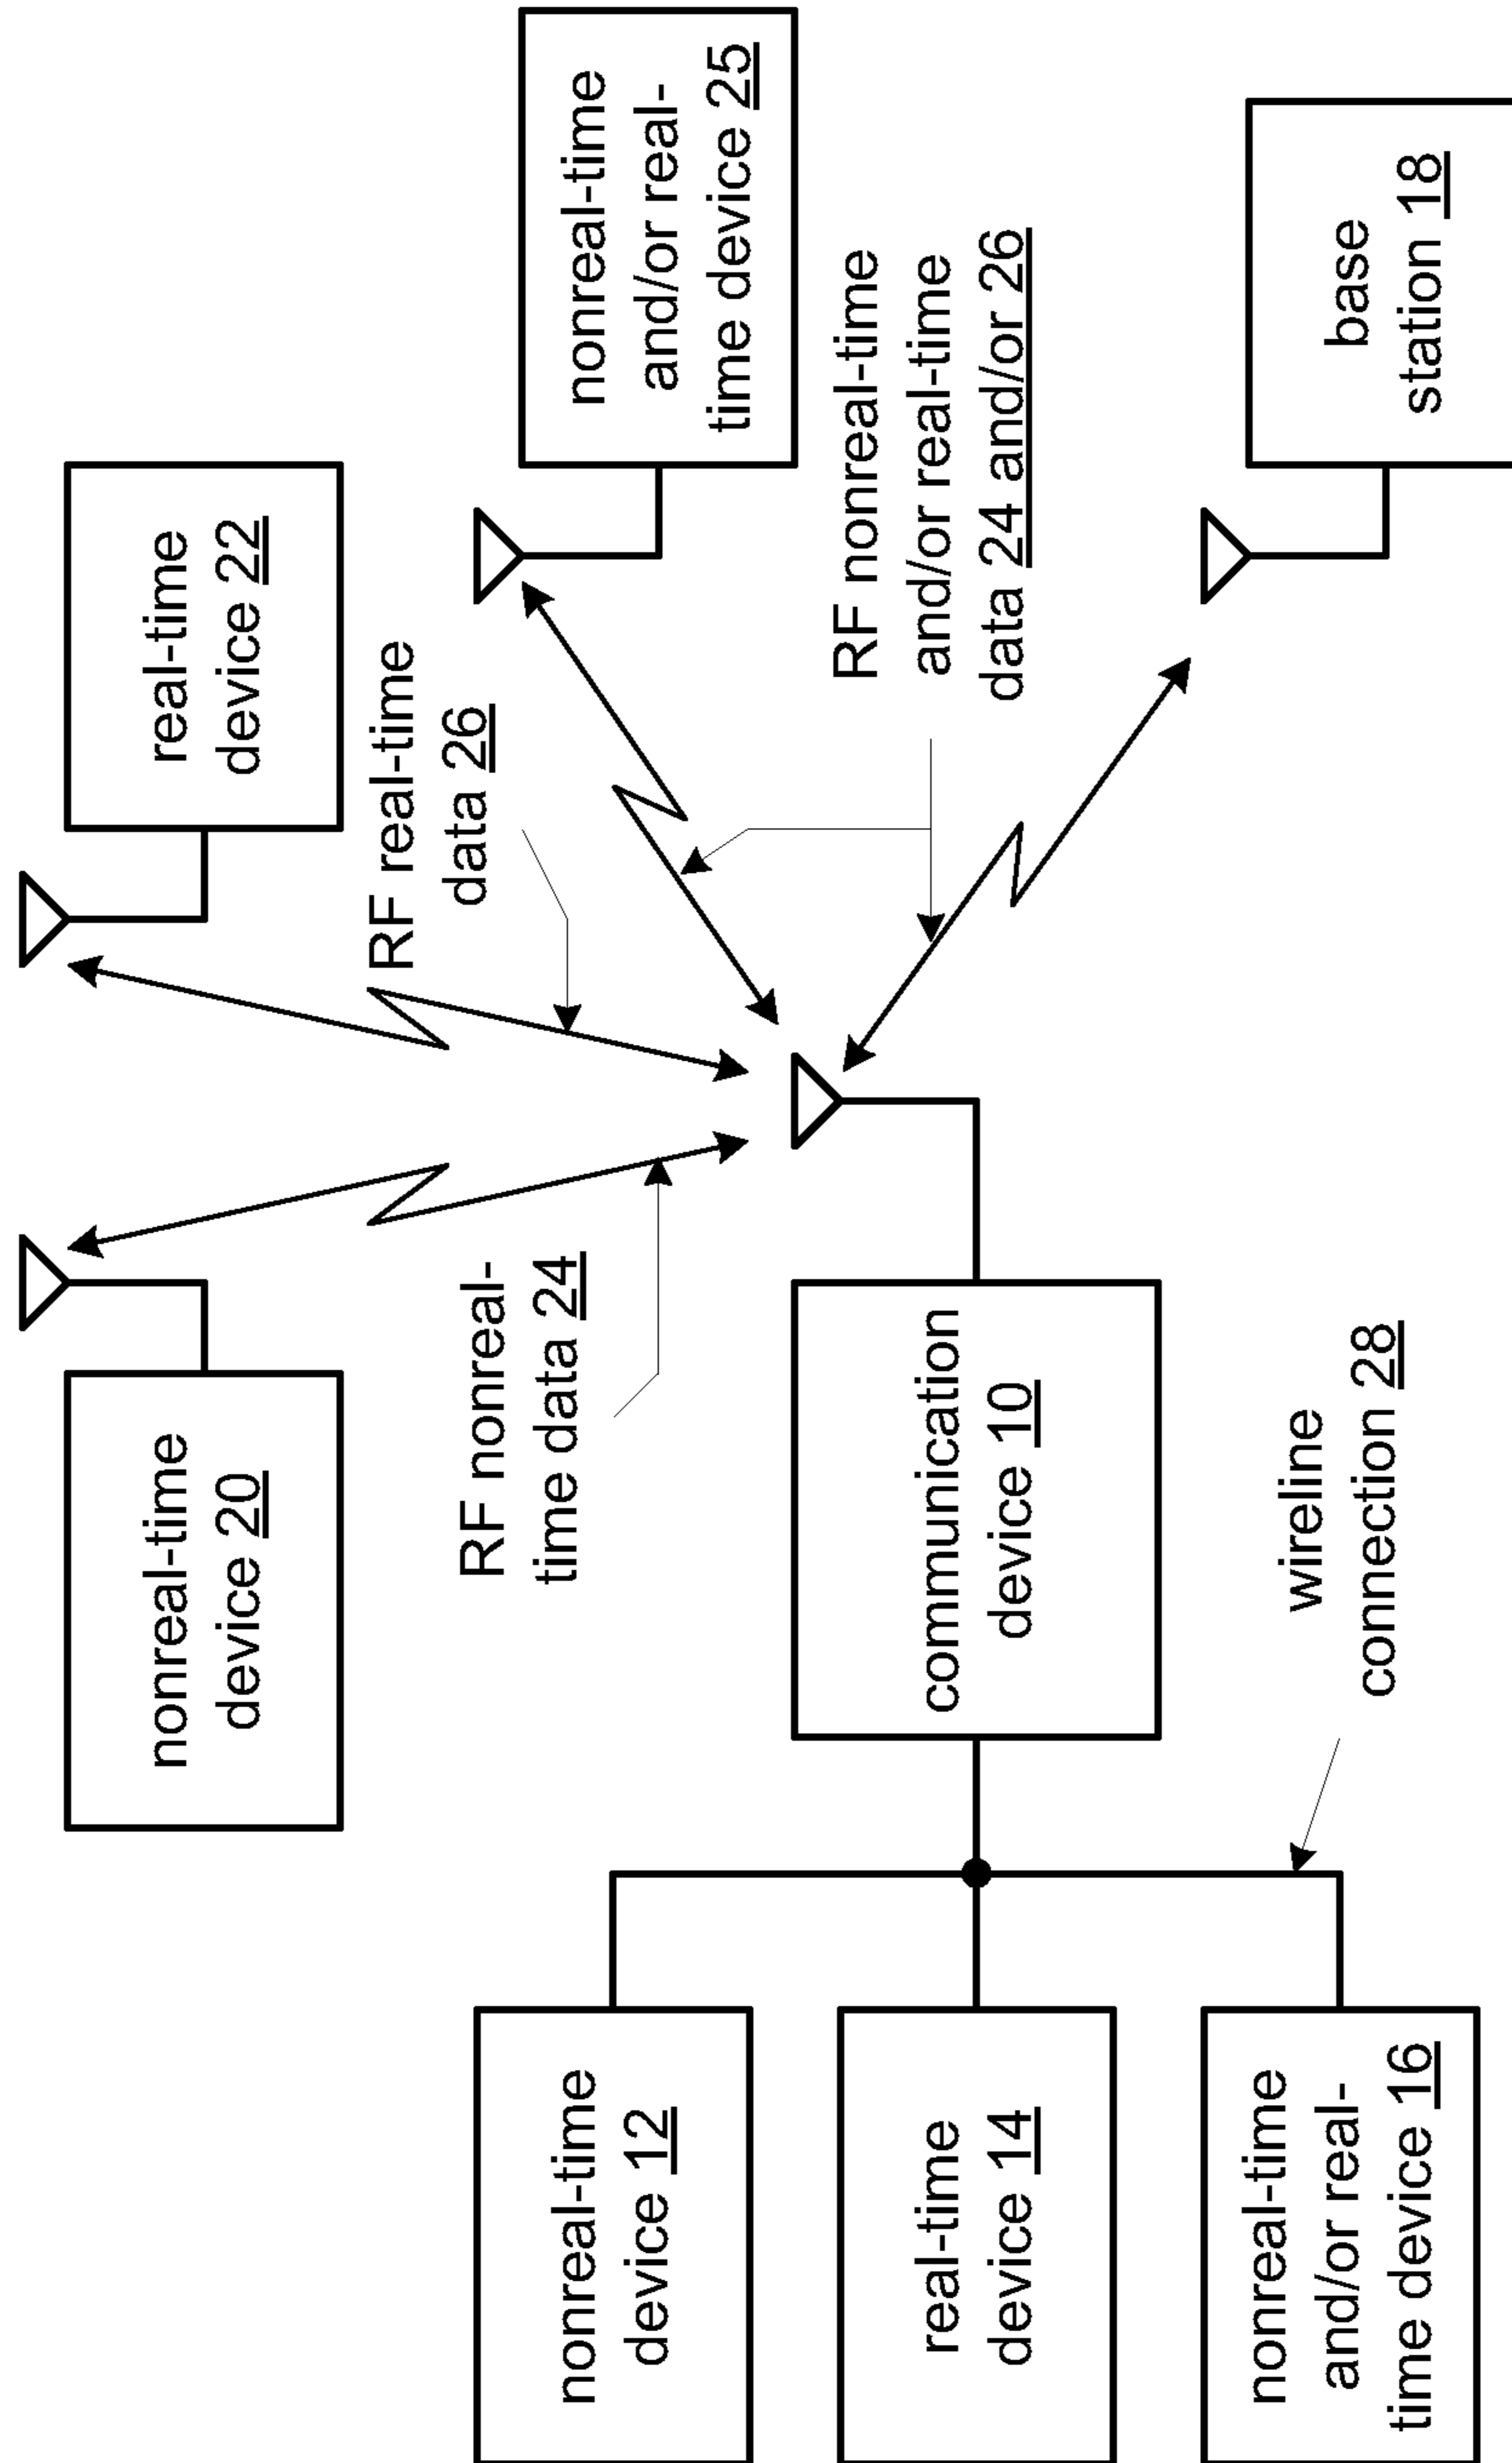 nonreal-time
device 20
real-time
device 22
RF real-time
data 26
RF nonreal-
time data 24
nonreal-time
and/or real-
time device 25
nonreal-time
device 12
real-time
device 14
nonreal-time
and/or real-
time device 16
communication
device 10
RF nonreal-time
and/or real-time
data 24 and/or 26
wireline
connection 28
base
station 18